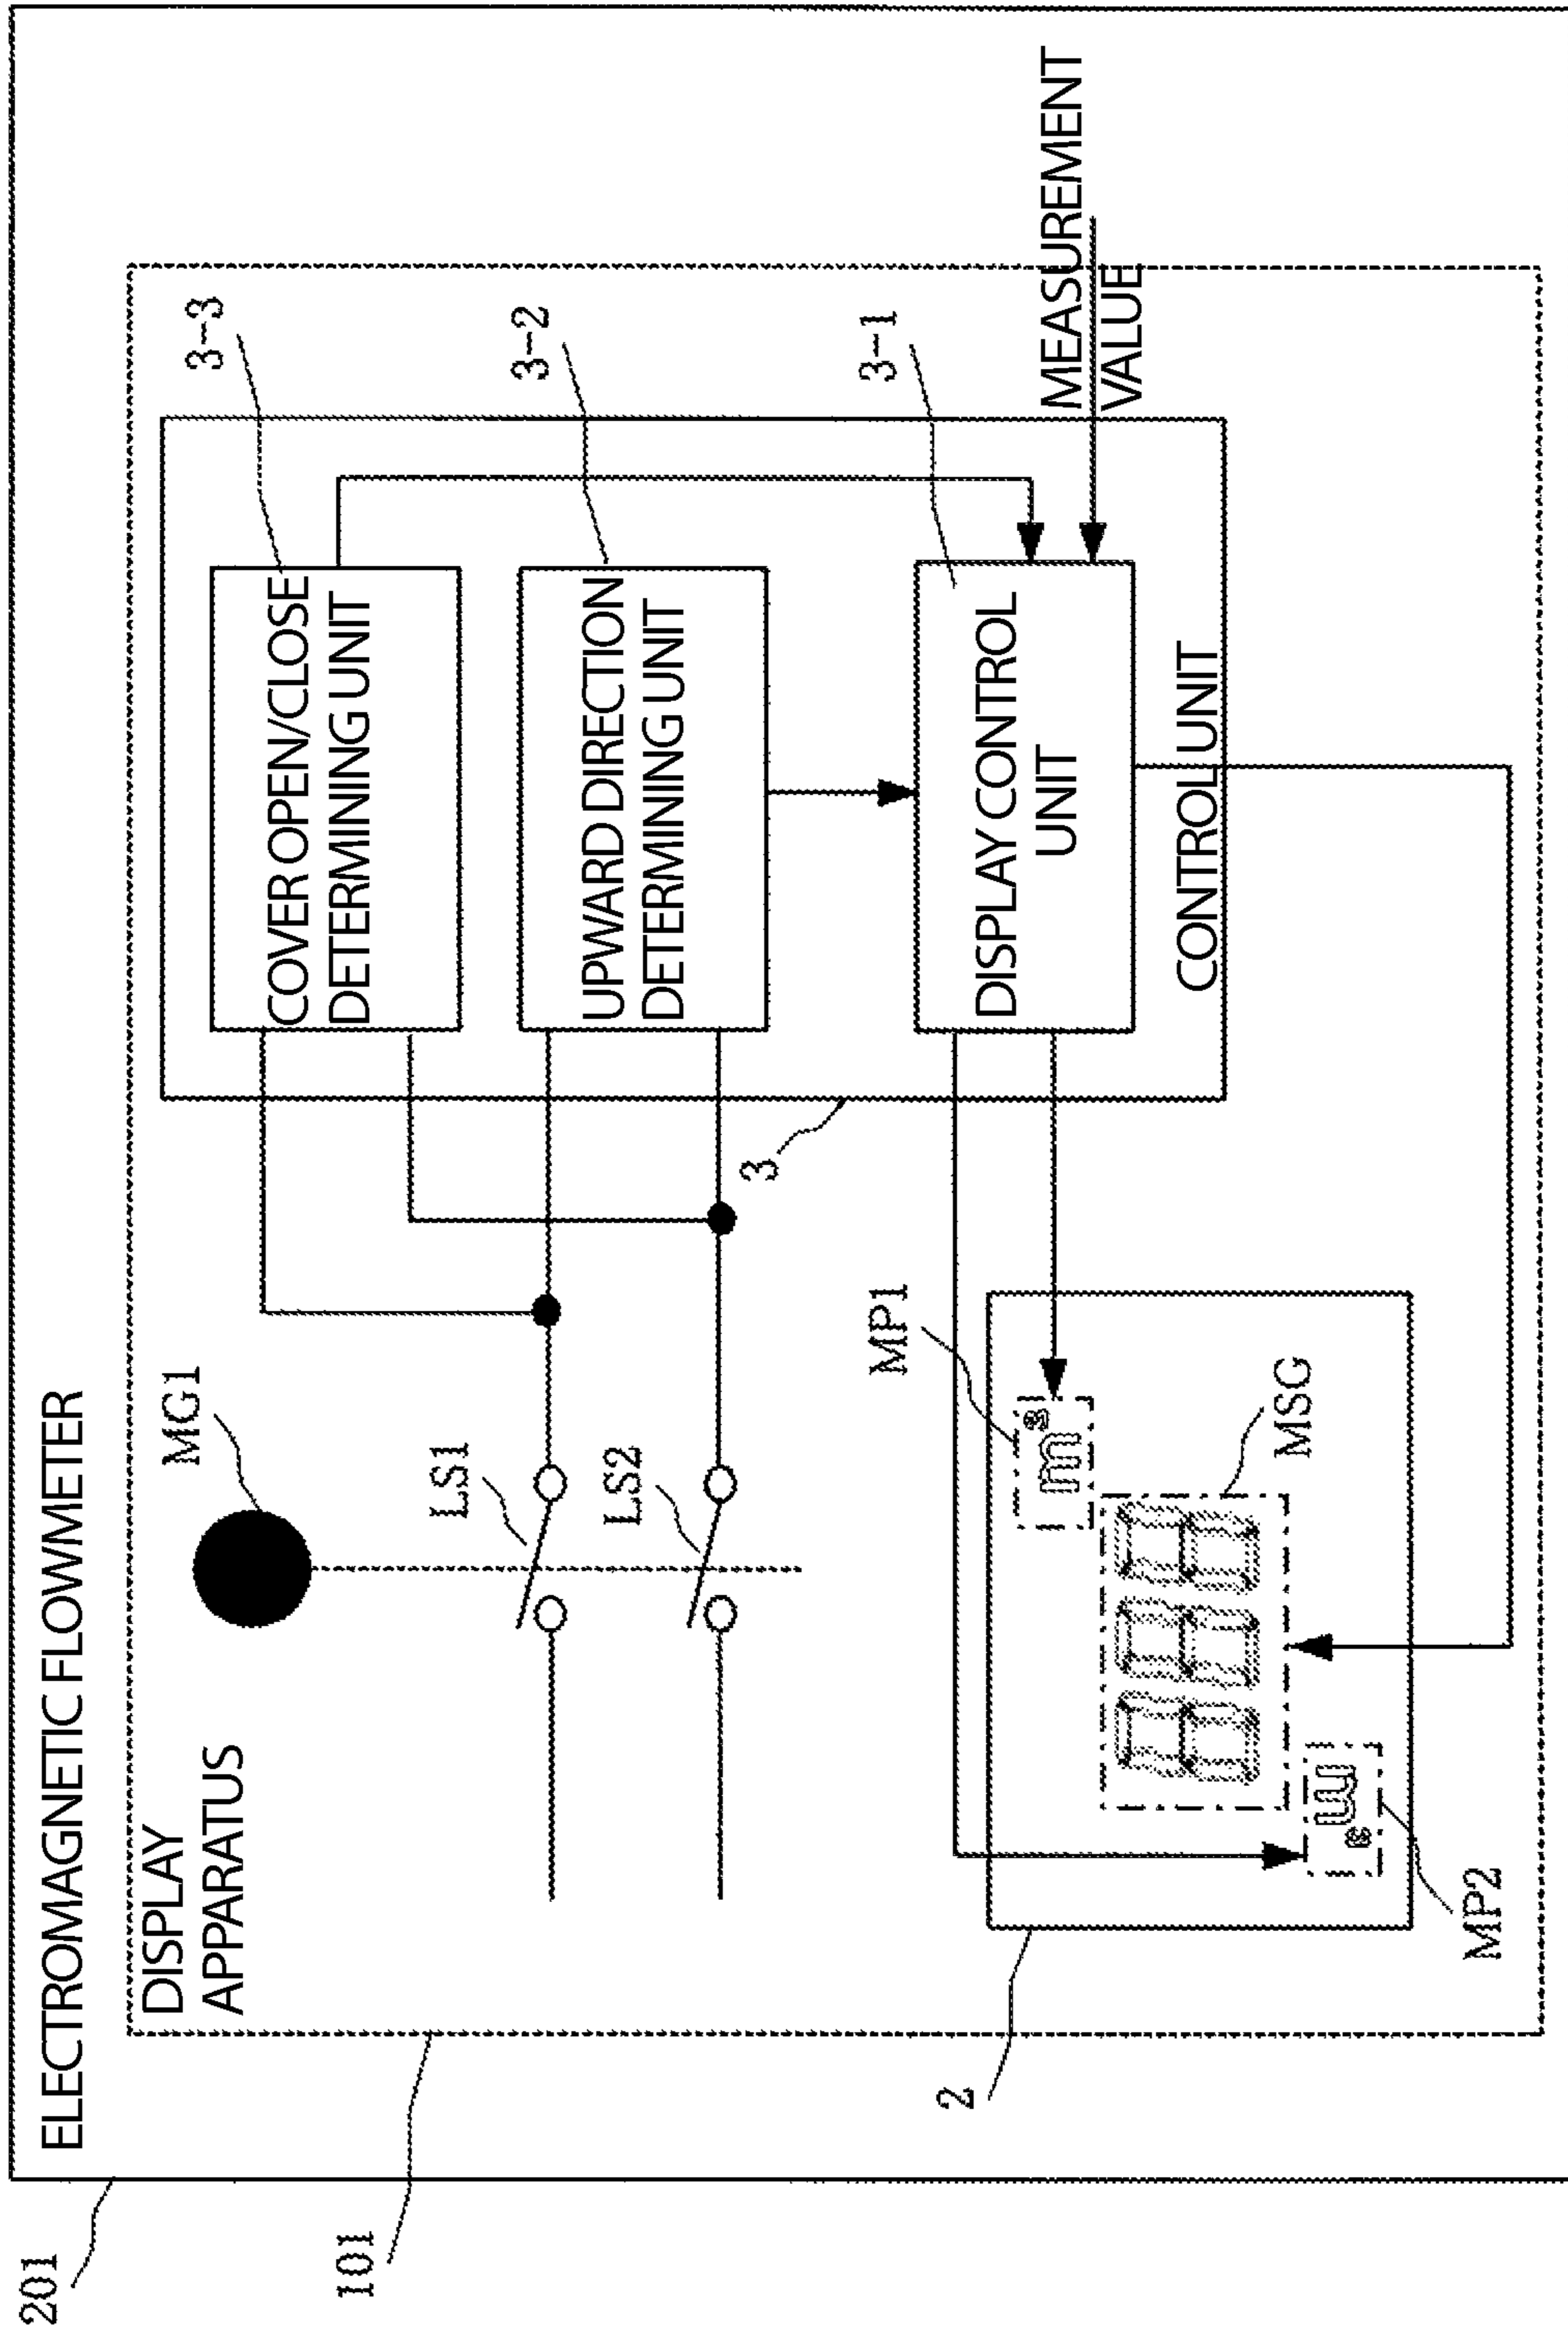 201
ELECTROMAGNETIC FLOWMETER
101
DISPLAY
APPARATUS
MG1
3-3
COVER OPEN/CLOSE
DETERMINING UNIT
LS1
LS2
3-2
UPWARD DIRECTION
DETERMINING UNIT
3
3-1
DISPLAY CONTROL
UNIT
MEASUREMENT
VALUE
CONTROL UNIT
2
MP1
m³
888
MSG
m³
MP2